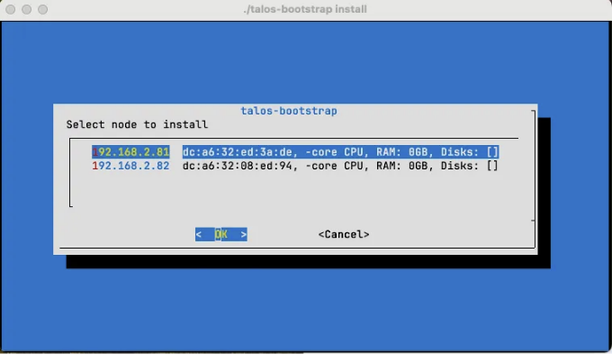 ./talos-bootstrap install
talos-bootstrap
Select node to install
192.168.2.81 dc:a6:32:ed:3a:de, -core CPU, RAM: 0GB, Disks: []
192.168.2.82 dc:a6:32:08:ed:94, -core CPU, RAM: 0GB, Disks: []
< OK > <Cancel>